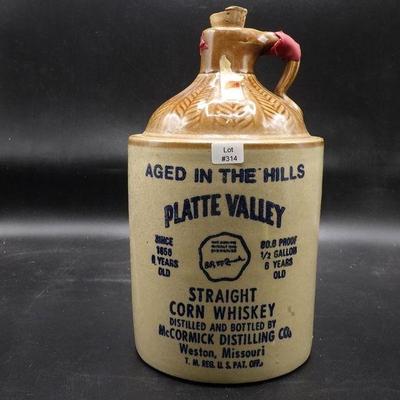 Lot
#314
AGED IN THE HILLS
PLATTE VALLEY
SINCE
1856
8 YEARS
OLD
80.8 PROOF
1/2 GALLON
8 YEARS
OLD
STRAIGHT
CORN WHISKEY
DISTILLED AND BOTTLED BY
McCORMICK DISTILLING CO.
Weston, Missouri
T. M. REG. U. S. PAT. OFF.